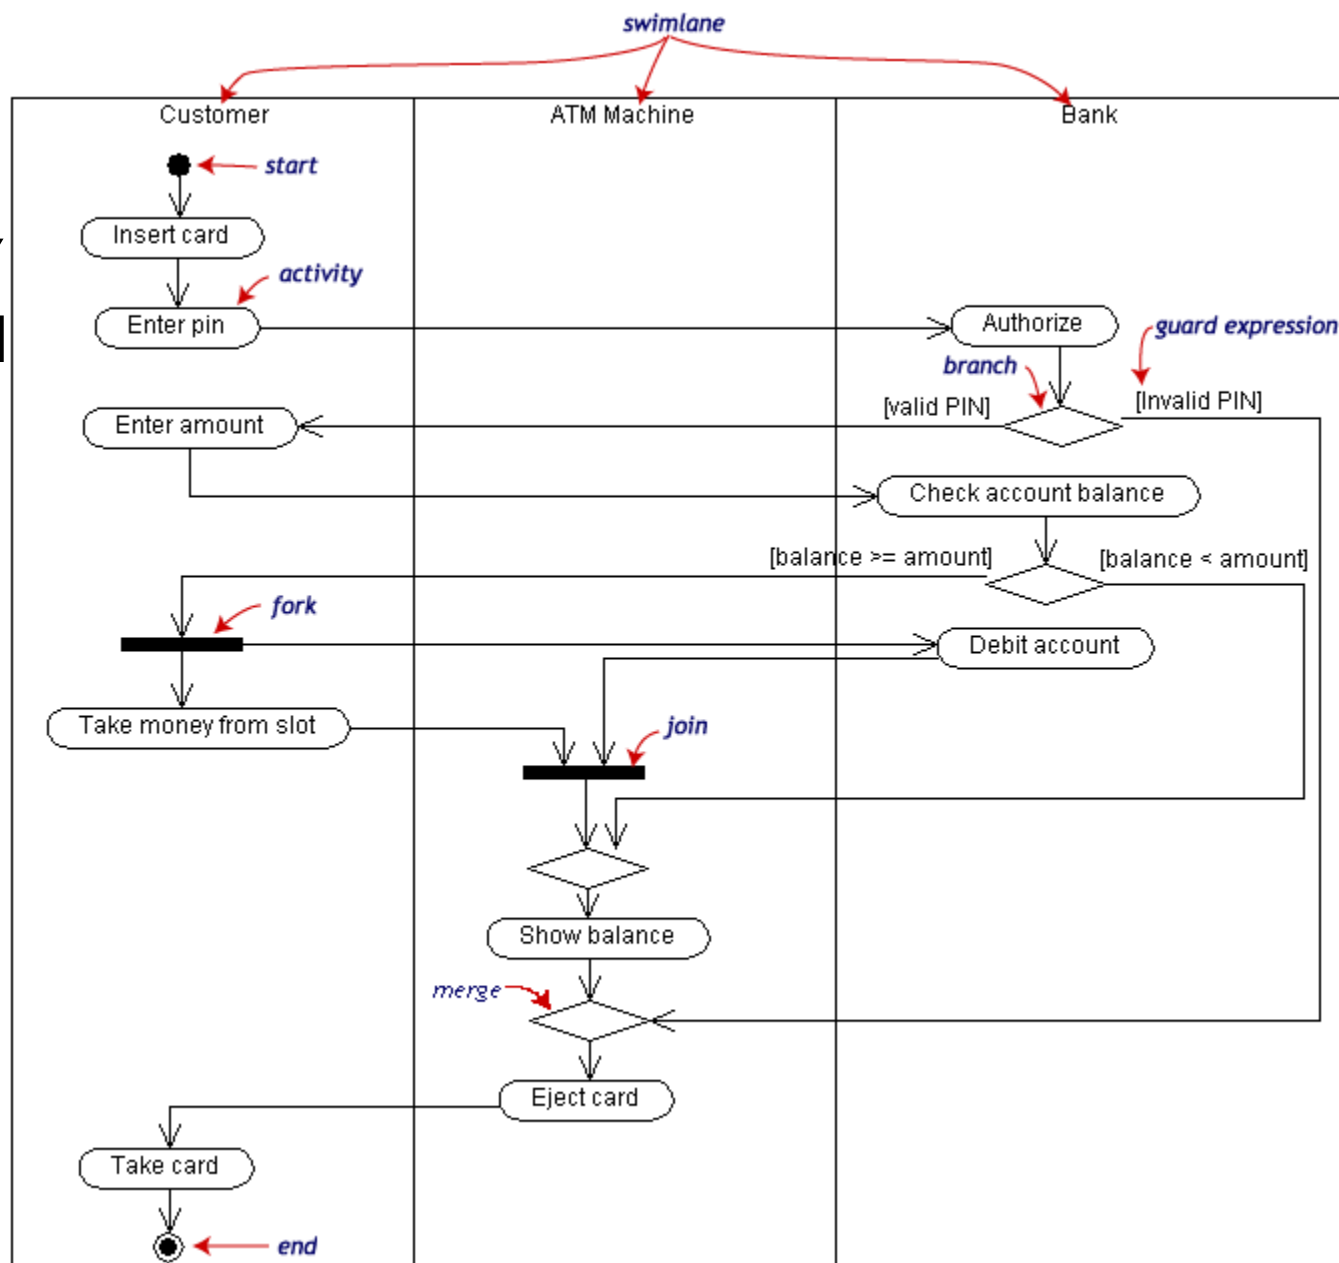 swimlane
Customer
ATM Machine
Bank
start
Insert card
activity
Enter pin
Authorize
guard expression
branch
[valid PIN]
[Invalid PIN]
Enter amount
Check account balance
[balance >= amount]
[balance < amount]
fork
Debit account
Take money from slot
join
Show balance
merge
Eject card
Take card
end